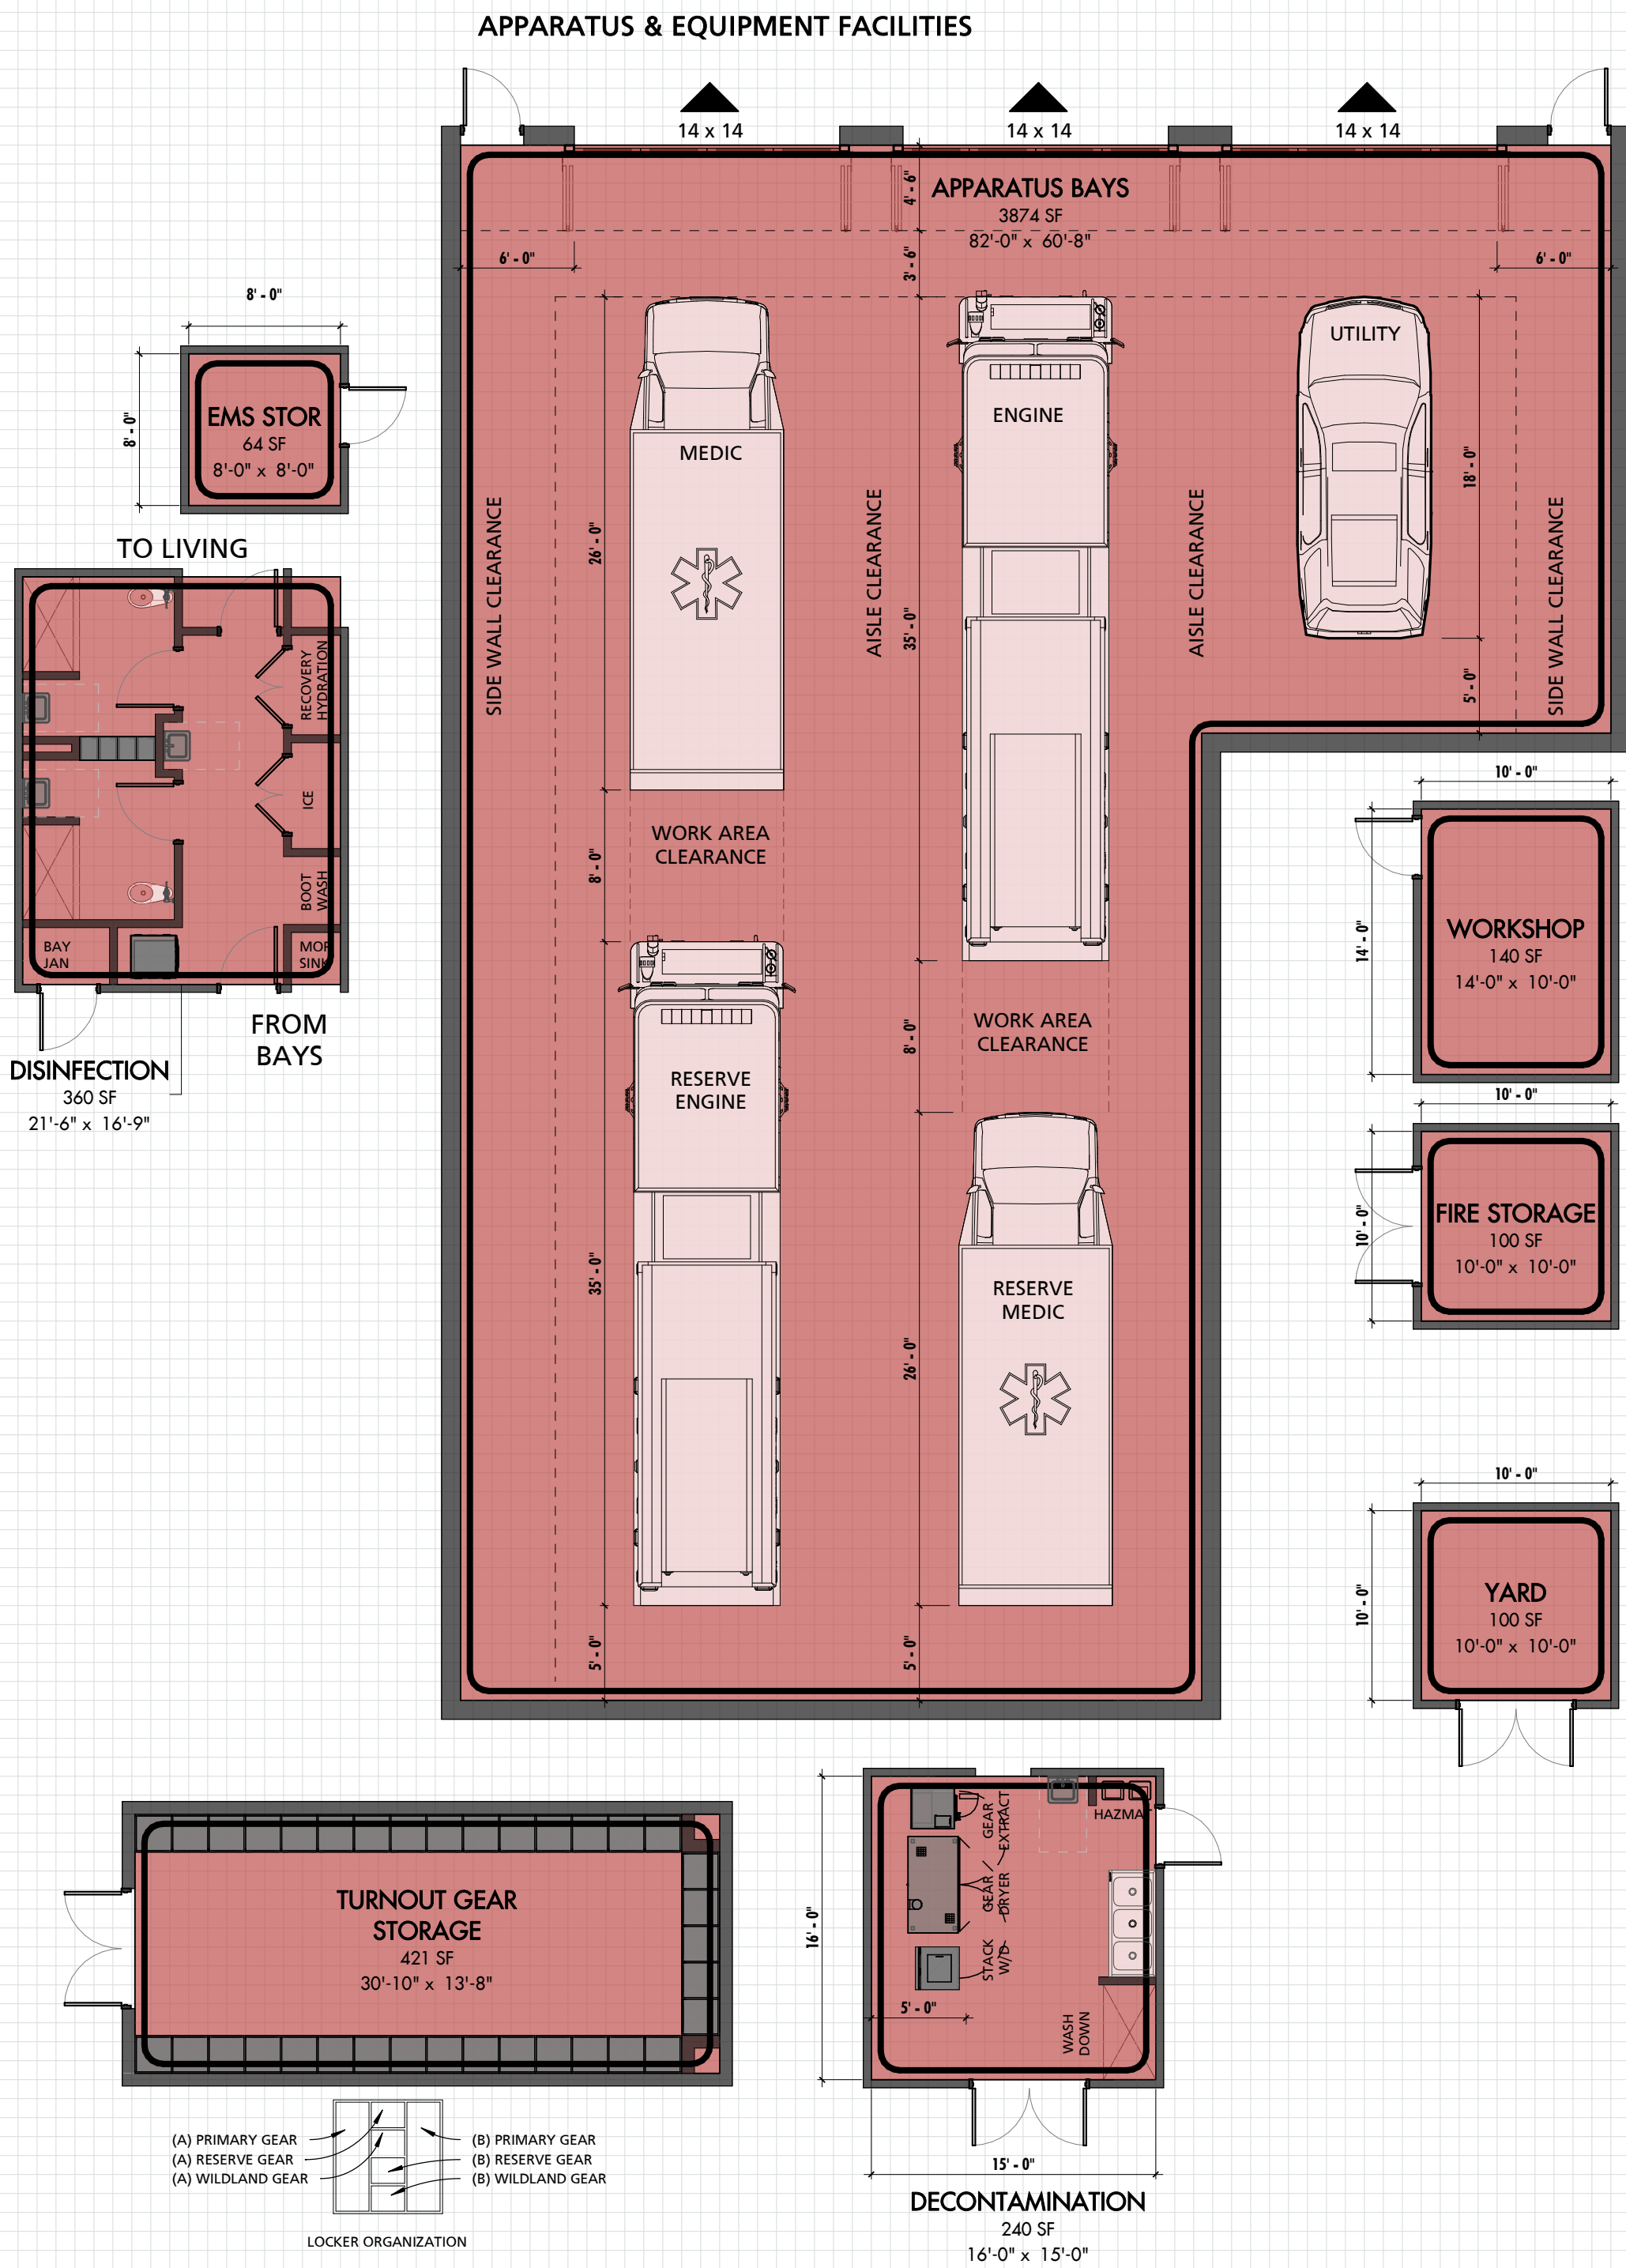 APPARATUS & EQUIPMENT FACILITIES
14 x 14
14 x 14
14 x 14
APPARATUS BAYS
3874 SF
82'-0" x 60'-8"
4' - 6"
3' - 6"
6' - 0"
6' - 0"
MEDIC
ENGINE
UTILITY
SIDE WALL CLEARANCE
AISLE CLEARANCE
AISLE CLEARANCE
SIDE WALL CLEARANCE
26' - 0"
35' - 0"
18' - 0"
5' - 0"
WORK AREA
CLEARANCE
8' - 0"
WORK AREA
CLEARANCE
8' - 0"
RESERVE
ENGINE
35' - 0"
RESERVE
MEDIC
26' - 0"
5' - 0"
5' - 0"
8' - 0"
8' - 0"
EMS STOR
64 SF
8'-0" x 8'-0"
TO LIVING
RECOVERY
HYDRATION
ICE
BOOT
WASH
BAY
JAN
MOP
SINK
FROM
BAYS
DISINFECTION
360 SF
21'-6" x 16'-9"
10' - 0"
14' - 0"
WORKSHOP
140 SF
14'-0" x 10'-0"
10' - 0"
10' - 0"
FIRE STORAGE
100 SF
10'-0" x 10'-0"
10' - 0"
10' - 0"
YARD
100 SF
10'-0" x 10'-0"
TURNOUT GEAR
STORAGE
421 SF
30'-10" x 13'-8"
(A) PRIMARY GEAR
(A) RESERVE GEAR
(A) WILDLAND GEAR
(B) PRIMARY GEAR
(B) RESERVE GEAR
(B) WILDLAND GEAR
LOCKER ORGANIZATION
GEAR
EXTRACT
HAZMAT
GEAR
DRYER
STACK
W/D
16' - 0"
5' - 0"
WASH
DOWN
15' - 0"
DECONTAMINATION
240 SF
16'-0" x 15'-0"